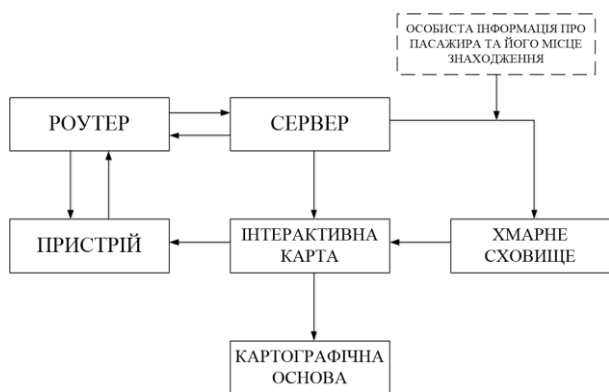 ОСОБИСТА ІНФОРМАЦІЯ ПРО
ПАСАЖИРА ТА ЙОГО МІСЦЕ
ЗНАХОДЖЕННЯ
РОУТЕР
СЕРВЕР
ПРИСТРІЙ
ІНТЕРАКТИВНА
КАРТА
ХМАРНЕ
СХОВИЩЕ
КАРТОГРАФІЧНА
ОСНОВА